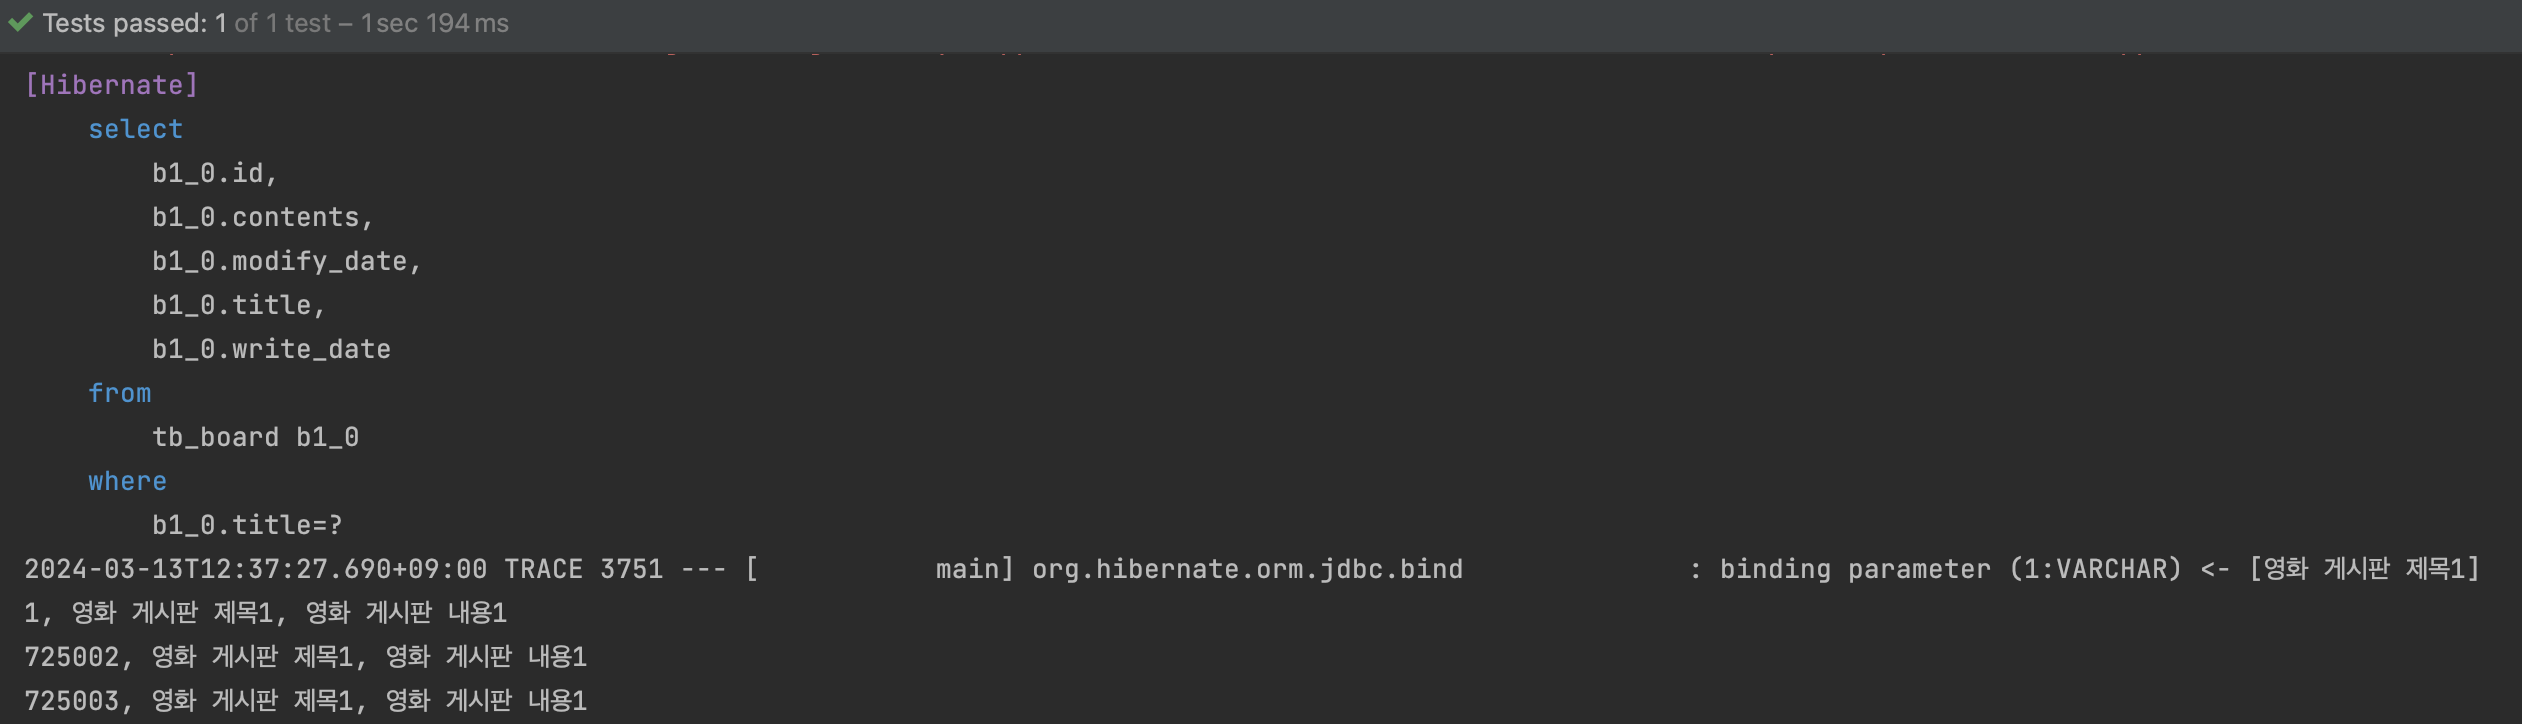 Tests passed: 1 of 1 test – 1 sec 194 ms
[Hibernate]
select
b1_0.id,
b1_0.contents,
b1_0.modify_date,
b1_0.title,
b1_0.write_date
from
tb_board b1_0
where
b1_0.title=?
2024-03-13T12:37:27.690+09:00 TRACE 3751 --- [           main] org.hibernate.orm.jdbc.bind              : binding parameter (1:VARCHAR) <- [영화 게시판 제목1]
1, 영화 게시판 제목1, 영화 게시판 내용1
725002, 영화 게시판 제목1, 영화 게시판 내용1
725003, 영화 게시판 제목1, 영화 게시판 내용1